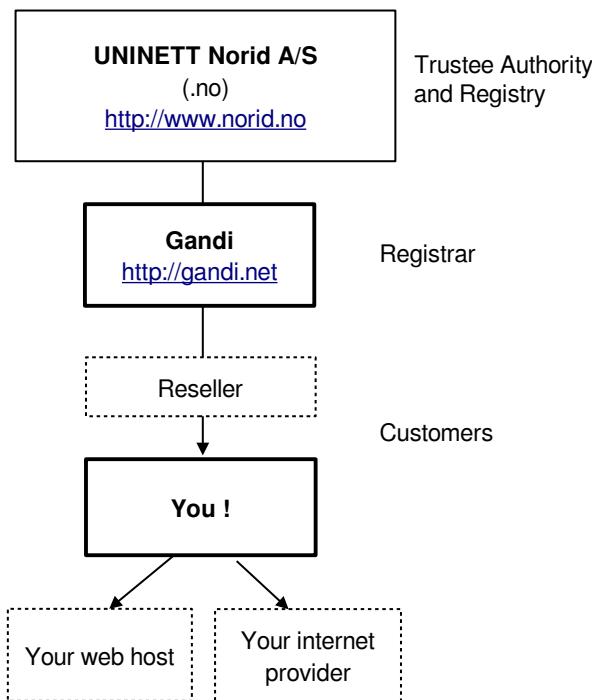 UNINETT Norid A/S
(.no)
http://www.norid.no
Trustee Authority
and Registry
Gandi
http://gandi.net
Registrar
Reseller
Customers
You !
Your web host
Your internet
provider